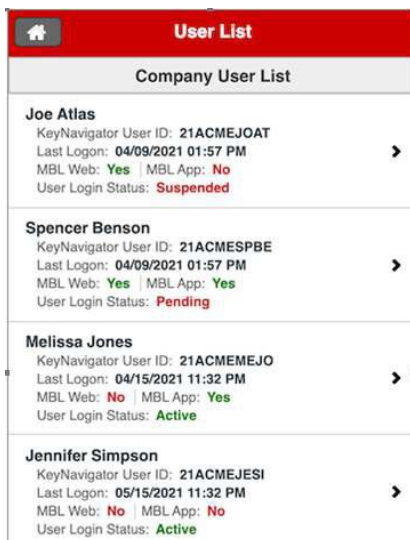 User List
Company User List
Joe Atlas
KeyNavigator User ID: 21ACMEJOAT
Last Logon: 04/09/2021 01:57 PM
MBL Web: Yes | MBL App: No
User Login Status: Suspended
Spencer Benson
KeyNavigator User ID: 21ACMESPBE
Last Logon: 04/09/2021 01:57 PM
MBL Web: Yes | MBL App: Yes
User Login Status: Pending
Melissa Jones
KeyNavigator User ID: 21ACMEMEJO
Last Logon: 04/15/2021 11:32 PM
MBL Web: No | MBL App: Yes
User Login Status: Active
Jennifer Simpson
KeyNavigator User ID: 21ACMEJESI
Last Logon: 05/15/2021 11:32 PM
MBL Web: No | MBL App: No
User Login Status: Active